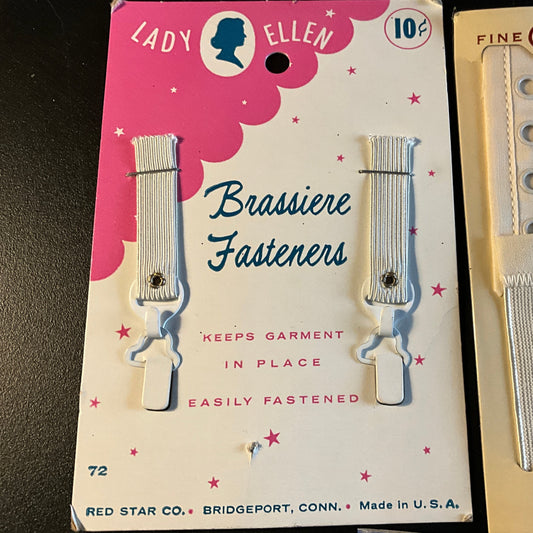 LADY ELLEN
10¢
FINE
Brassiere
Fasteners
KEEPS GARMENT
IN PLACE
EASILY FASTENED
72
RED STAR CO. • BRIDGEPORT, CONN. • Made in U.S.A.